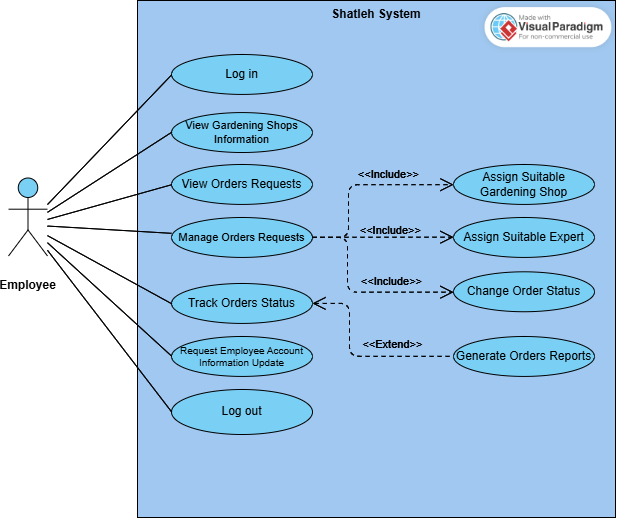 Shatleh System
Made with
Visual Paradigm
For non-commercial use
Log in
View Gardening Shops
Information
View Orders Requests
<<Include>>
Assign Suitable
Gardening Shop
Manage Orders Requests
<<Include>>
Assign Suitable Expert
Employee
<<Include>>
Change Order Status
Track Orders Status
<<Extend>>
Generate Orders Reports
Request Employee Account
Information Update
Log out